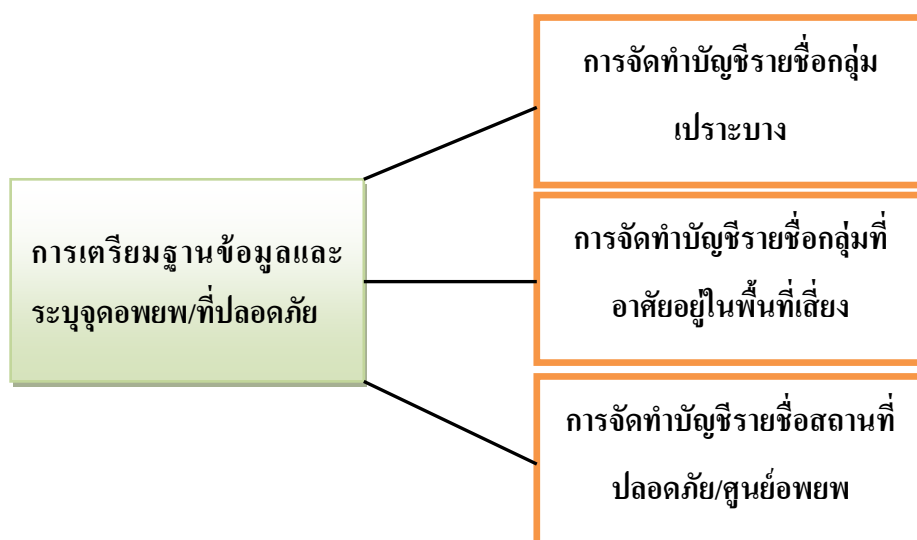 การจัดทำบัญชีรายชื่อกลุ่ม
เปราะบาง
การเตรียมฐานข้อมูลและ
ระบุจุดอพยพ/ที่ปลอดภัย
การจัดทำบัญชีรายชื่อกลุ่มที่
อาศัยอยู่ในพื้นที่เสี่ยง
การจัดทำบัญชีรายชื่อสถานที่
ปลอดภัย/ศูนย์อพยพ